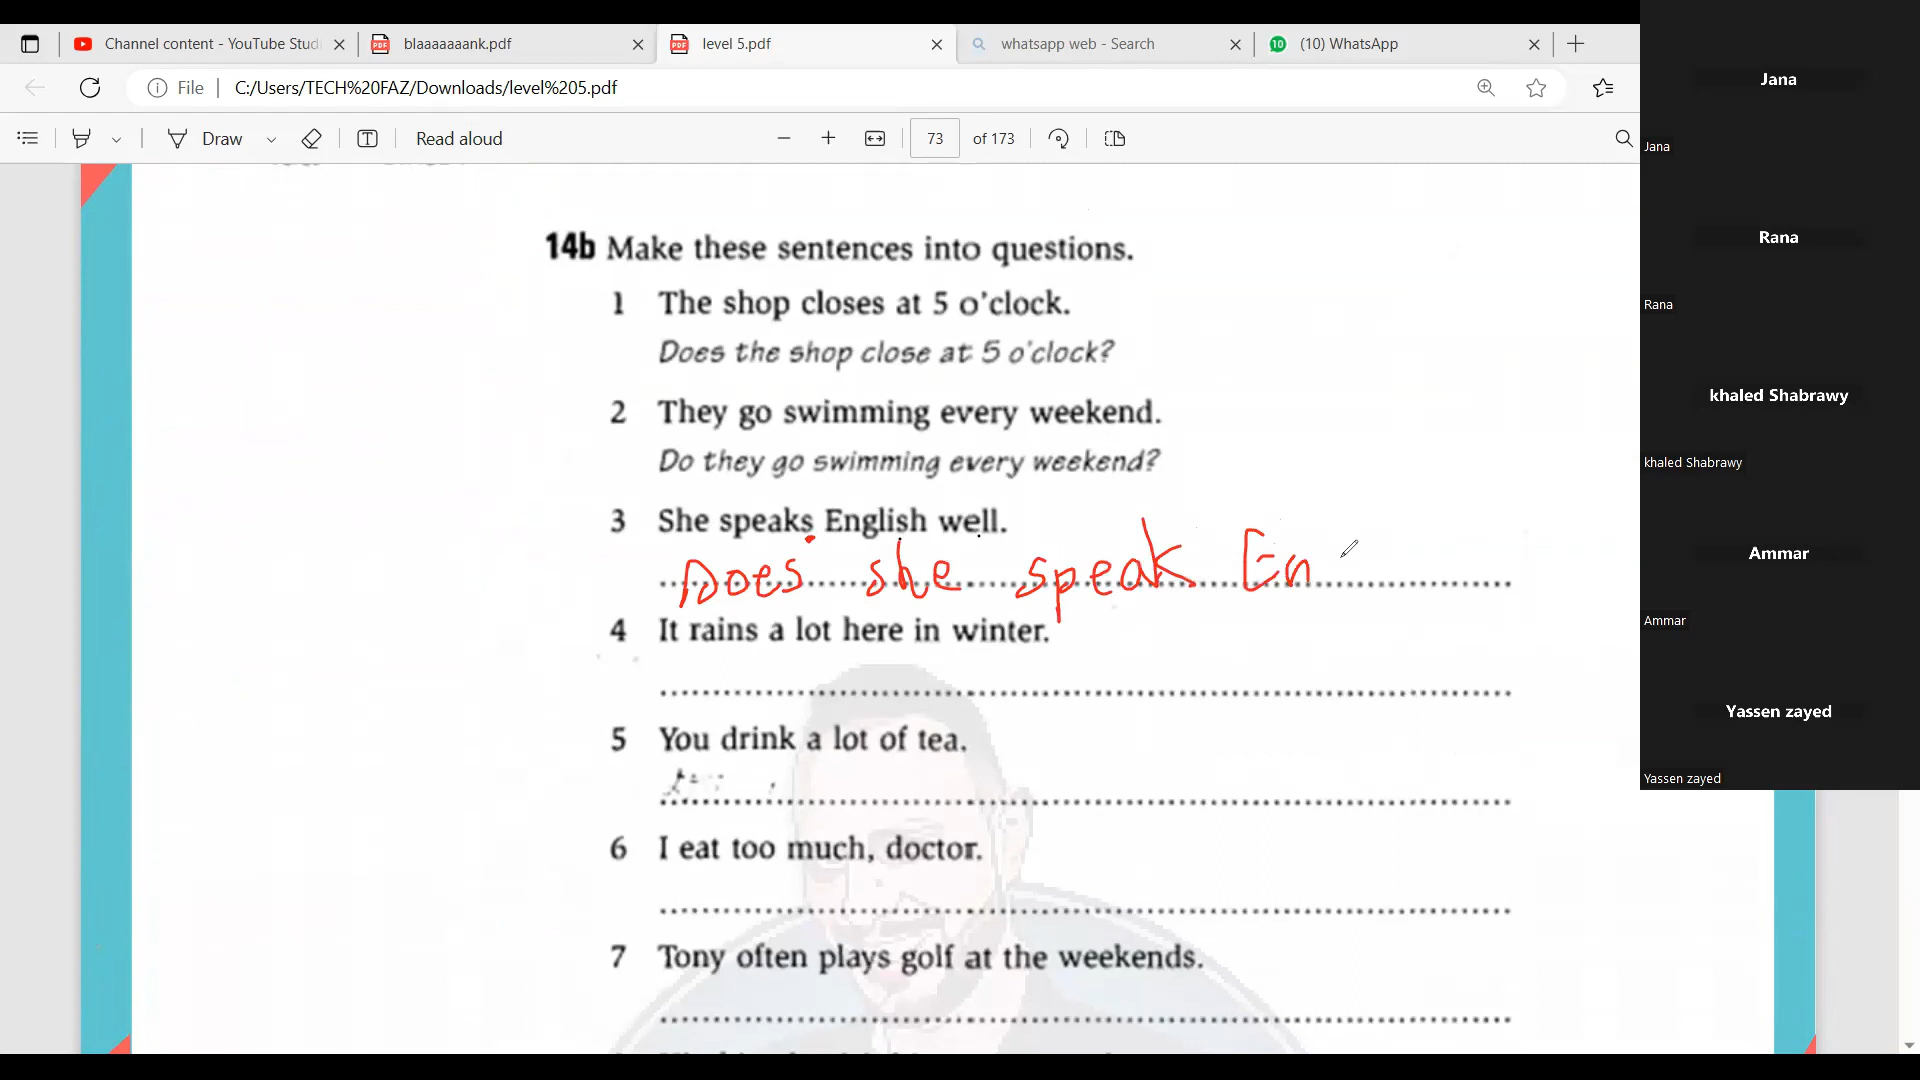 Channel content - YouTube Studi
blaaaaaaank.pdf
level 5.pdf
whatsapp web - Search
(10) WhatsApp
File
C:/Users/TECH%20FAZ/Downloads/level%205.pdf
Draw
Read aloud
73
of 173
14b Make these sentences into questions.
1 The shop closes at 5 o'clock.
Does the shop close at 5 o'clock?
2 They go swimming every weekend.
Do they go swimming every weekend?
3 She speaks English well.
Does she speak En
4 It rains a lot here in winter.
5 You drink a lot of tea.
6 I eat too much, doctor.
7 Tony often plays golf at the weekends.
Jana
Jana
Rana
Rana
khaled Shabrawy
khaled Shabrawy
Ammar
Ammar
Yassen zayed
Yassen zayed